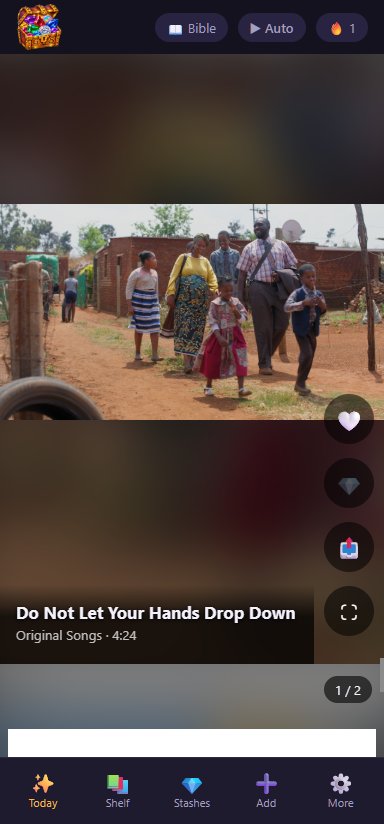 Bible
Auto
1
Do Not Let Your Hands Drop Down
Original Songs · 4:24
1 / 2
Today
Shelf
Stashes
Add
More